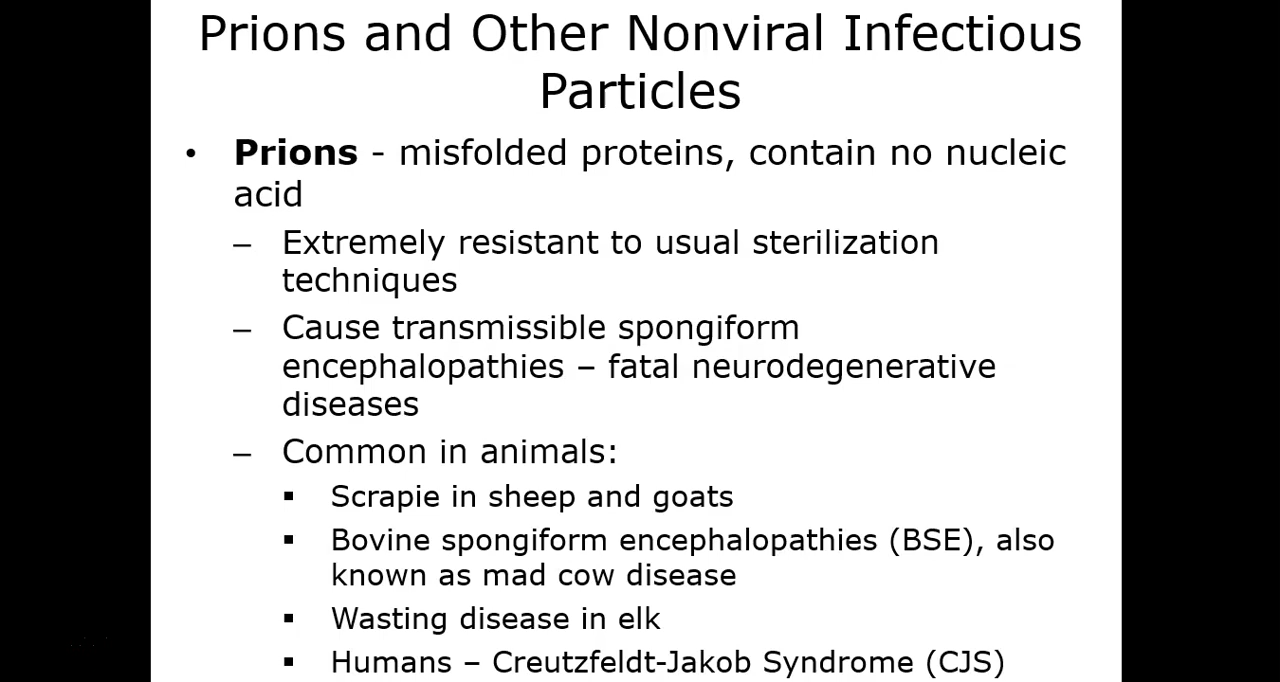 Prions and Other Nonviral Infectious
Particles
• Prions - misfolded proteins, contain no nucleic
acid
– Extremely resistant to usual sterilization
techniques
– Cause transmissible spongiform
encephalopathies – fatal neurodegenerative
diseases
– Common in animals:
▪ Scrapie in sheep and goats
▪ Bovine spongiform encephalopathies (BSE), also
known as mad cow disease
▪ Wasting disease in elk
▪ Humans – Creutzfeldt-Jakob Syndrome (CJS)